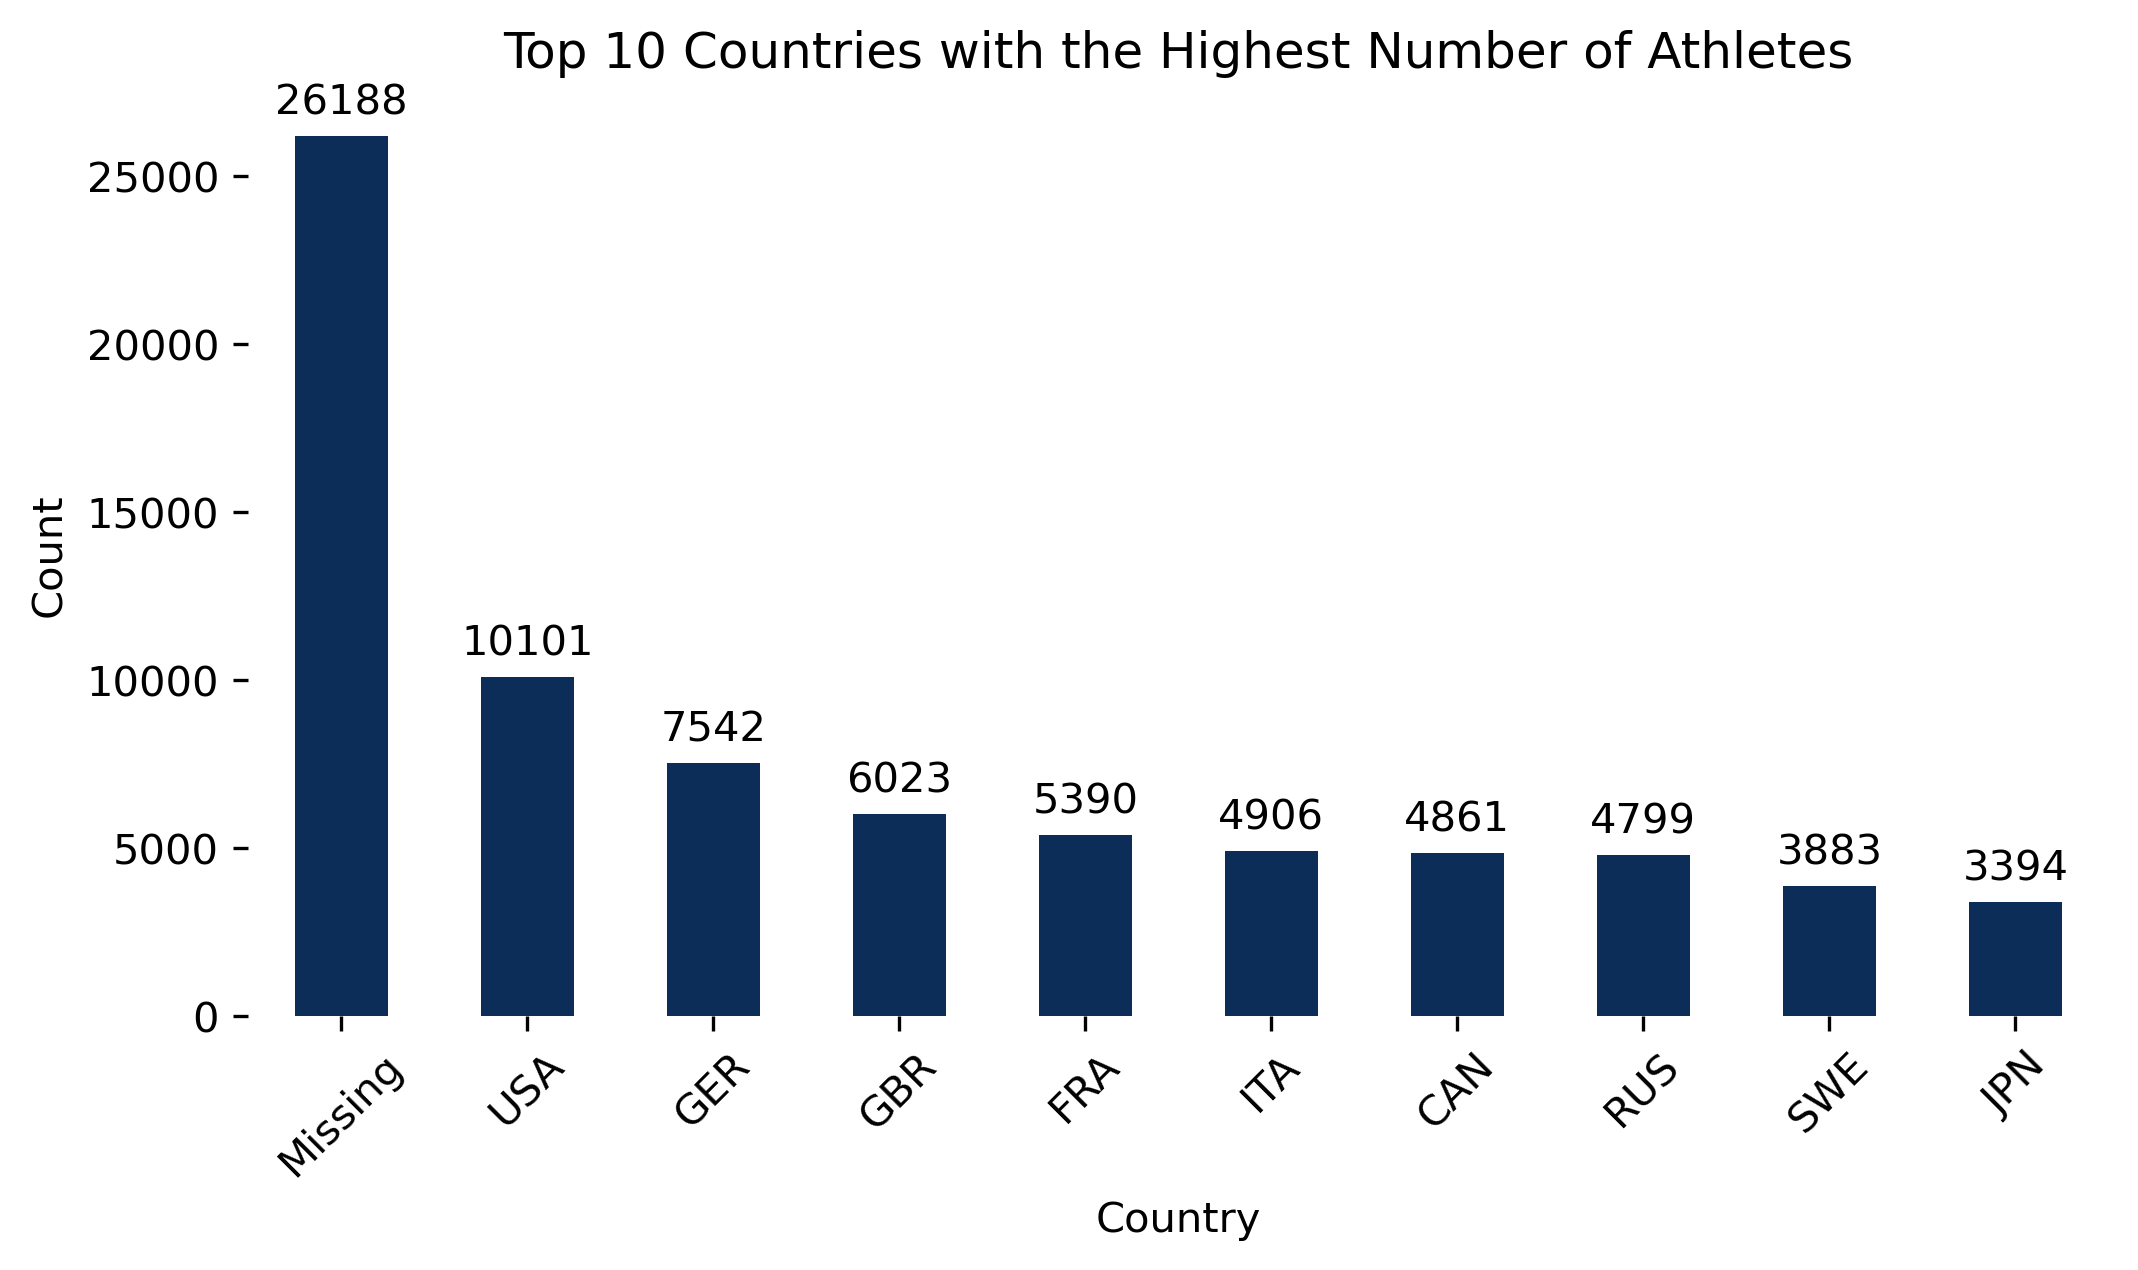 Top 10 Countries with the Highest Number of Athletes
26188
10101
7542
6023
5390
4906
4861
4799
3883
3394
25000
20000
15000
10000
5000
0
Count
Missing
USA
GER
GBR
FRA
ITA
CAN
RUS
SWE
JPN
Country